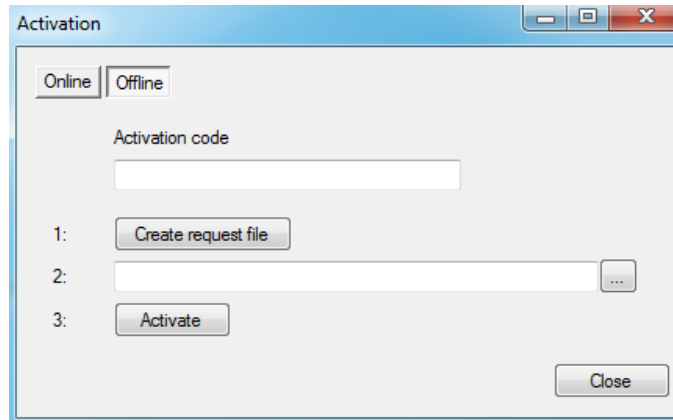 Activation
Online Offline
Activation code
1: Create request file
2: ...
3: Activate
Close